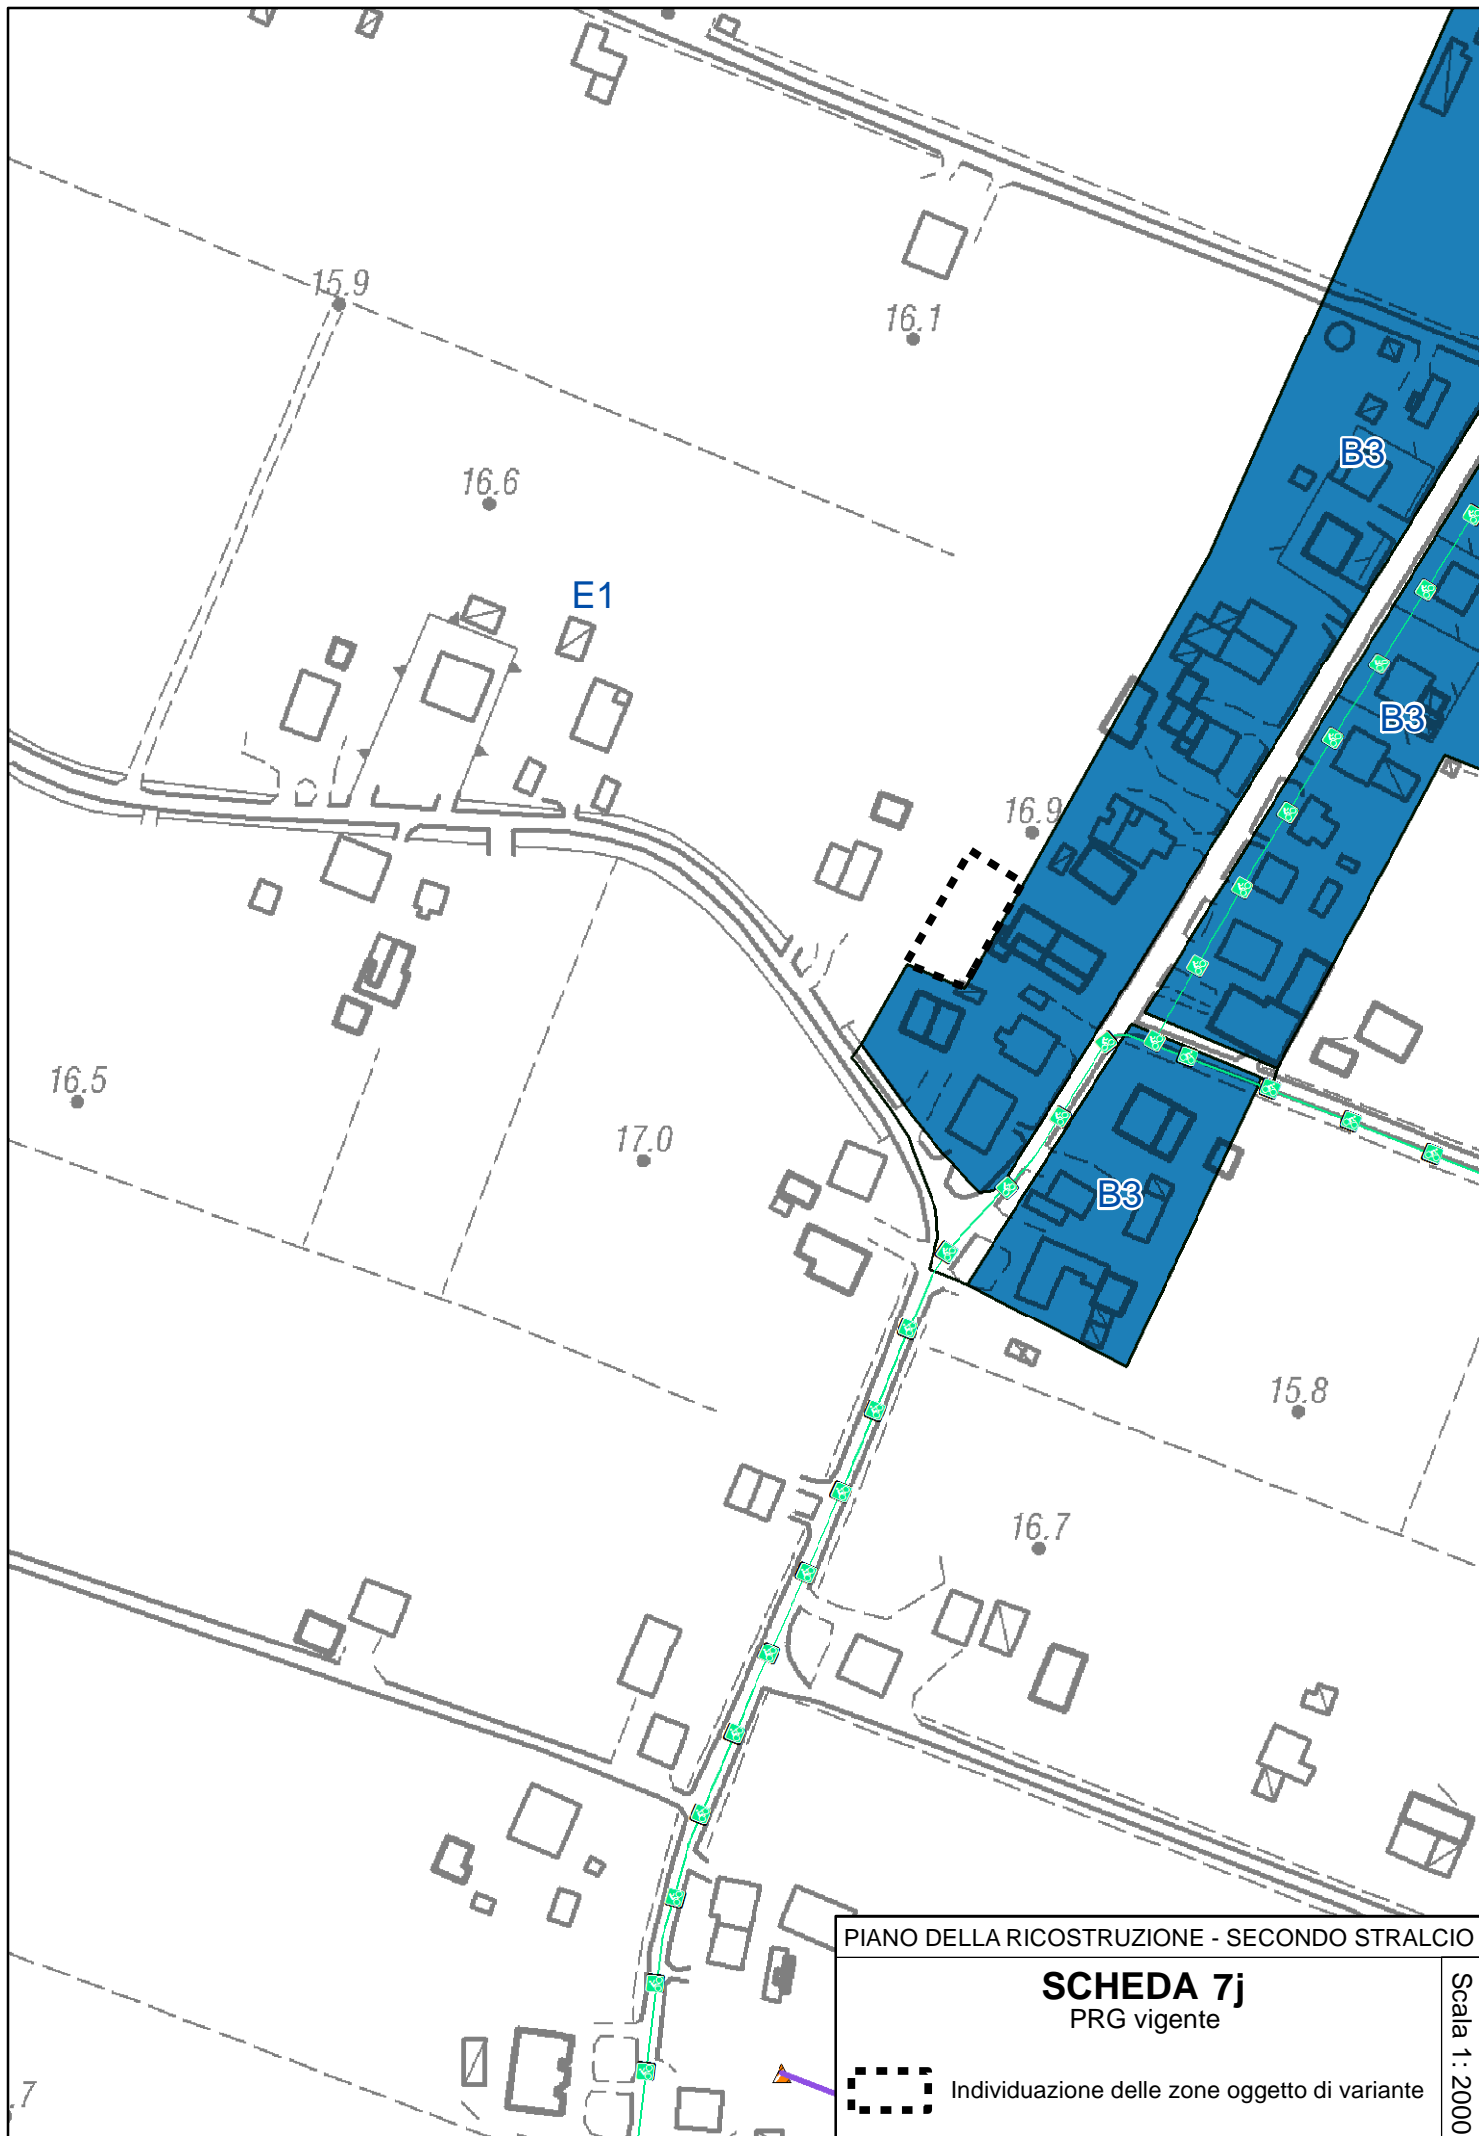 15.9
16.1
B3
16.6
E1
B3
16.9
16.5
17.0
B3
15.8
16.7
PIANO DELLA RICOSTRUZIONE - SECONDO STRALCIO
SCHEDA 7j
PRG vigente
Scala 1: 2000
Individuazione delle zone oggetto di variante
.7